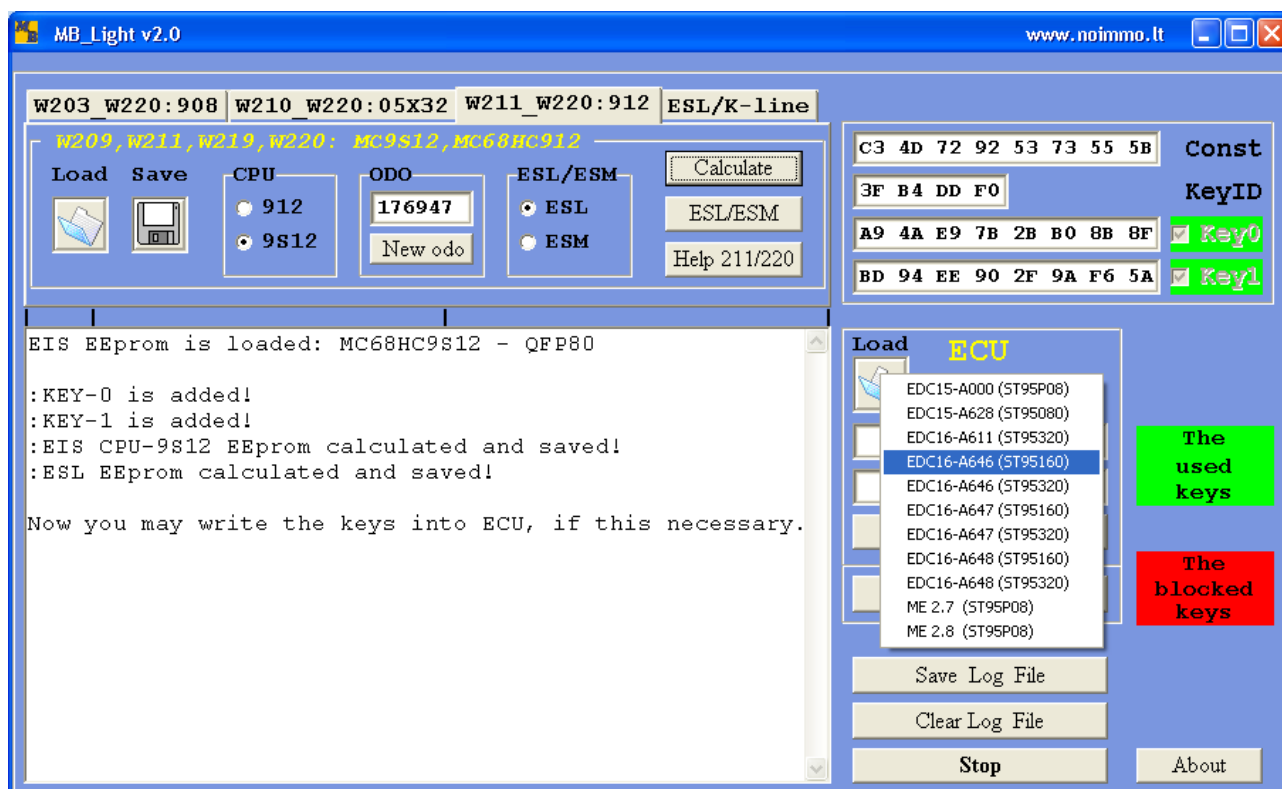 MB_Light v2.0
www.noimmo.lt
W203_W220:908
W210_W220:05X32
W211_W220:912
ESL/K-line
W209,W211,W219,W220: MC9S12,MC68HC912
Load
Save
CPU
912
9S12
ODO
176947
New odo
ESL/ESM
ESL
ESM
Calculate
ESL/ESM
Help 211/220
C3 4D 72 92 53 73 55 5B
Const
3F B4 DD F0
KeyID
A9 4A E9 7B 2B B0 8B 8F
Key0
BD 94 EE 90 2F 9A F6 5A
Key1
EIS EEprom is loaded: MC68HC9S12 - QFP80
:KEY-0 is added!
:KEY-1 is added!
:EIS CPU-9S12 EEprom calculated and saved!
:ESL EEprom calculated and saved!
Now you may write the keys into ECU, if this necessary.
Load
ECU
EDC15-A000 (ST95P08)
EDC15-A628 (ST95080)
EDC16-A611 (ST95320)
EDC16-A646 (ST95160)
EDC16-A646 (ST95320)
EDC16-A647 (ST95160)
EDC16-A647 (ST95320)
EDC16-A648 (ST95160)
EDC16-A648 (ST95320)
ME 2.7 (ST95P08)
ME 2.8 (ST95P08)
The
used
keys
The
blocked
keys
Save Log File
Clear Log File
Stop
About